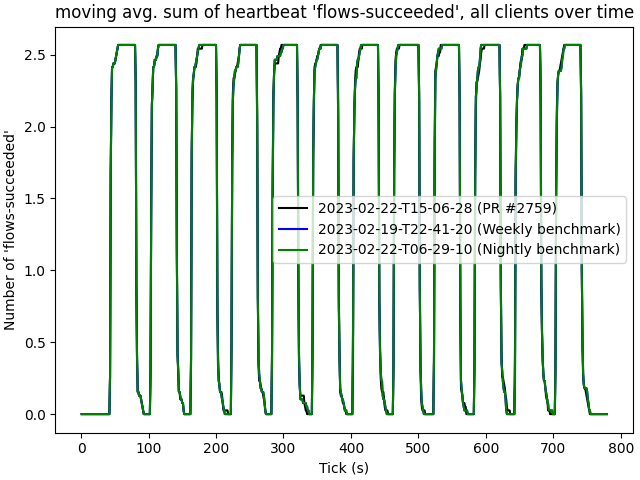 moving avg. sum of heartbeat 'flows-succeeded', all clients over time
Number of 'flows-succeeded'
2.5
2.0
1.5
1.0
0.5
0.0
2023-02-22-T15-06-28 (PR #2759)
2023-02-19-T22-41-20 (Weekly benchmark)
2023-02-22-T06-29-10 (Nightly benchmark)
0 100 200 300 400 500 600 700 800
Tick (s)